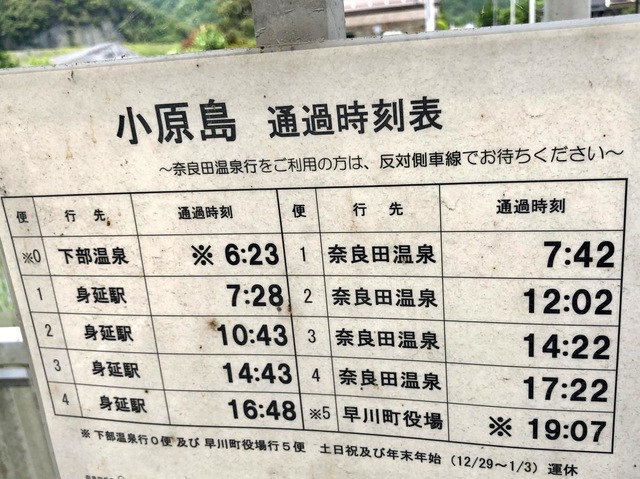 小原島 通過時刻表
～奈良田温泉行をご利用の方は、反対側車線でお待ちください～
便 行先 通過時刻 便 行先 通過時刻
※0 下部温泉 ※ 6:23 1 奈良田温泉 7:42
1 身延駅 7:28 2 奈良田温泉 12:02
2 身延駅 10:43 3 奈良田温泉 14:22
3 身延駅 14:43 4 奈良田温泉 17:22
4 身延駅 16:48 ※5 早川町役場 ※ 19:07
※ 下部温泉行0便 及び 早川町役場行5便 土日祝及び年末年始 (12/29～1/3) 運休